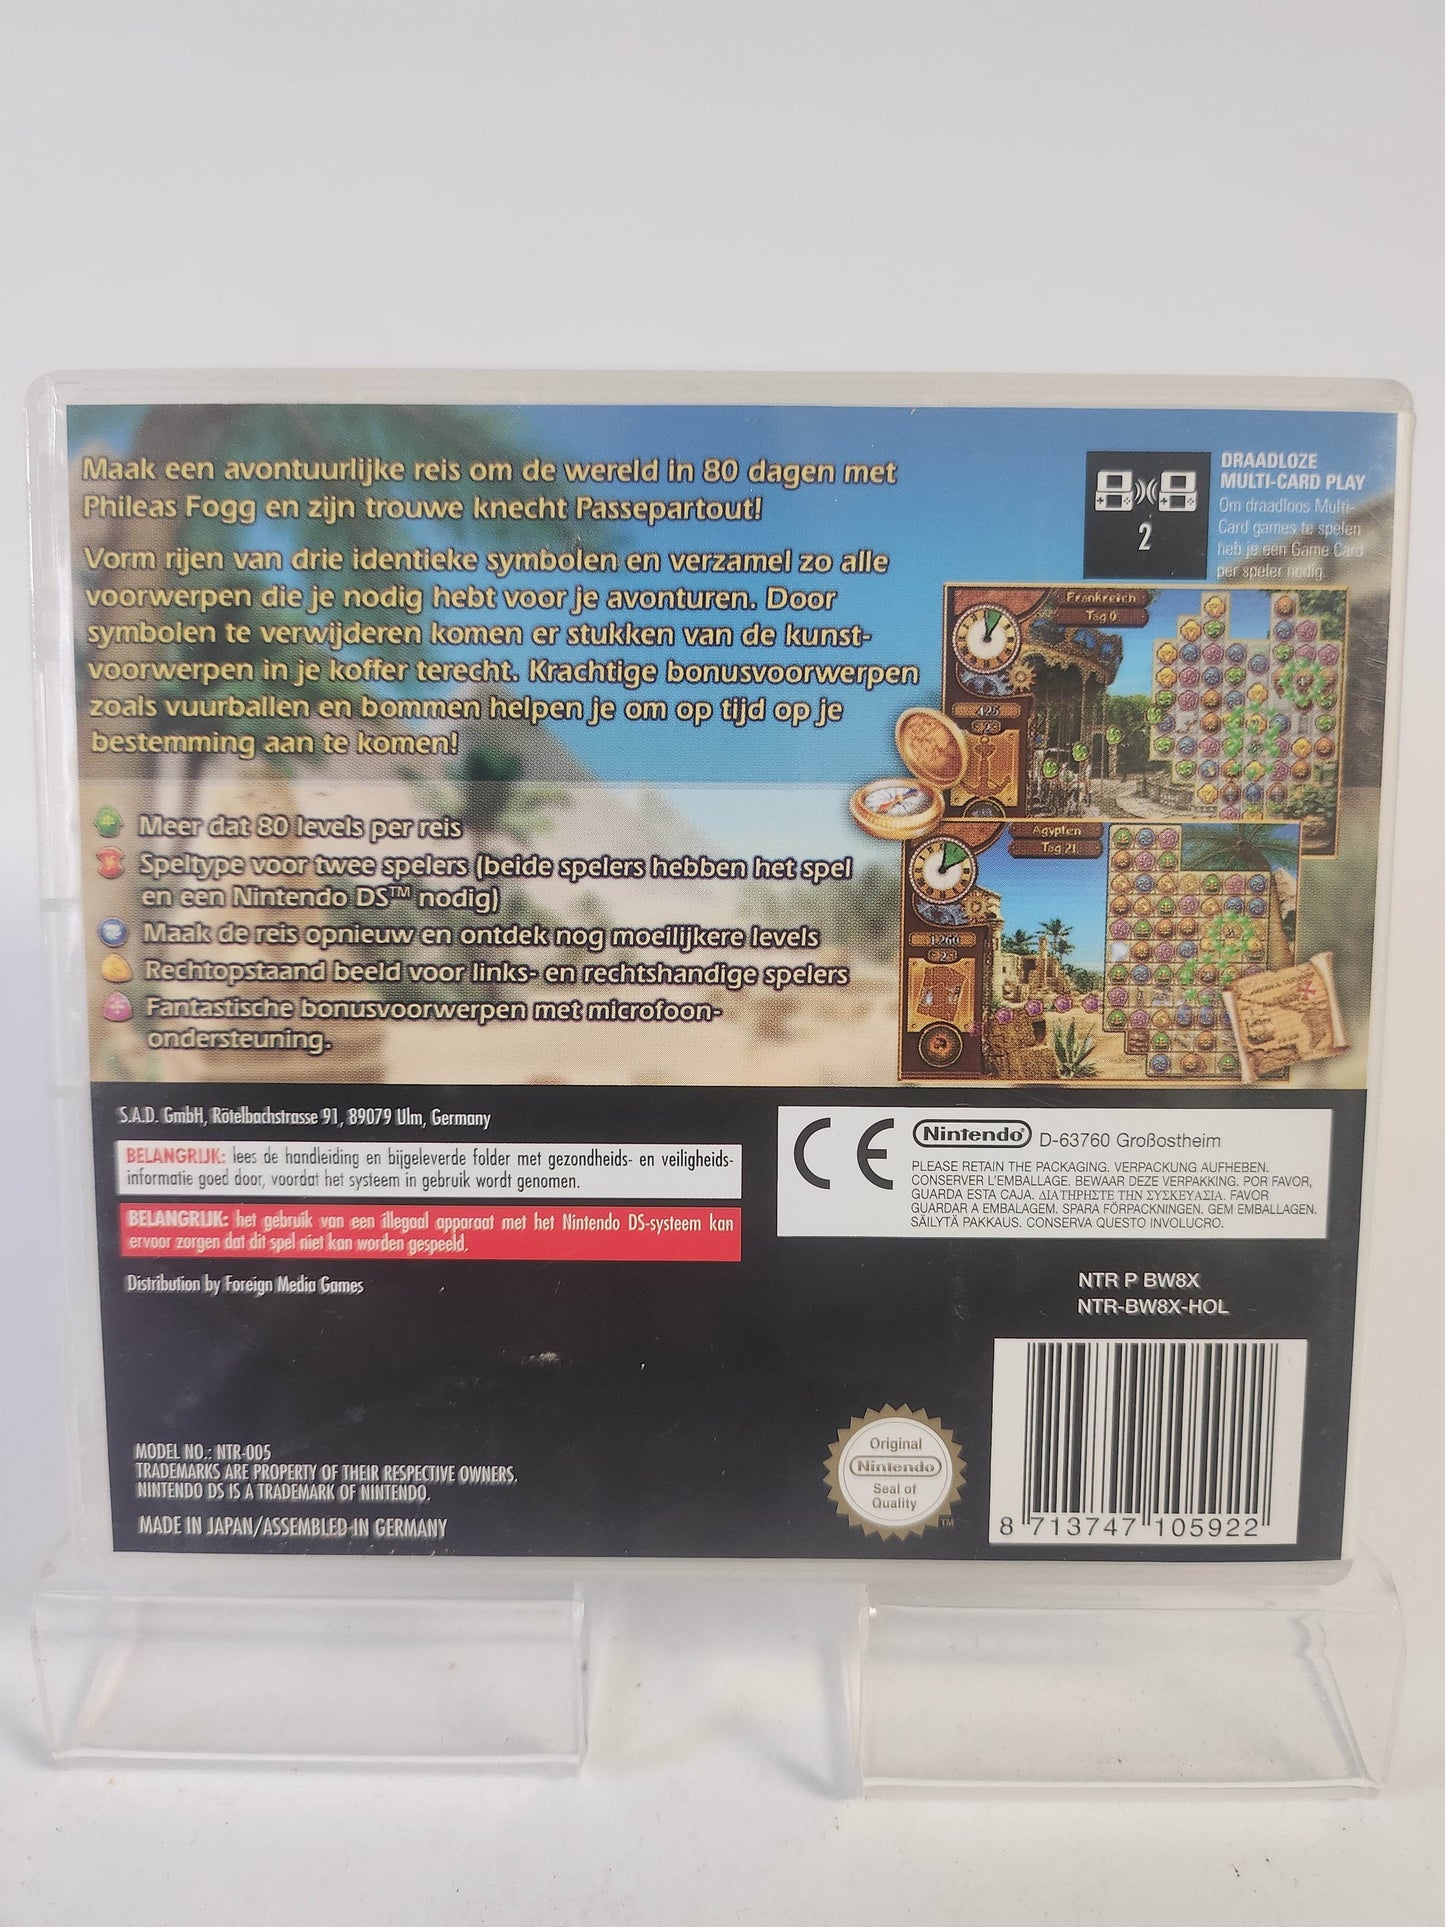 Maak een avontuurlijke reis om de wereld in 80 dagen met
Phileas Fogg en zijn trouwe knecht Passepartout!
Vorm rijen van drie identieke symbolen en verzamel zo alle
voorwerpen die je nodig hebt voor je avonturen. Door
symbolen te verwijderen komen er stukken van de kunst-
voorwerpen in je koffer terecht. Krachtige bonusvoorwerpen
zoals vuurballen en bommen helpen je om op tijd op je
bestemming aan te komen!
Meer dat 80 levels per reis
Speltype voor twee spelers (beide spelers hebben het spel
en een Nintendo DS™ nodig)
Maak de reis opnieuw en ontdek nog moeilijkere levels
Rechtopstaand beeld voor links- en rechtshandige spelers
Fantastische bonusvoorwerpen met microfoon-
ondersteuning.
2
DRAADLOZE
MULTI-CARD PLAY
Om draadloos Multi-
Card games te spelen
heb je een Game Card
per speler nodig.
Frankreich
Tag 0
425
2
Ägypten
Tag 21
1260
2
S.A.D. GmbH, Rötelbachstrasse 91, 89079 Ulm, Germany
BELANGRIJK: lees de handleiding en bijgeleverde folder met gezondheids- en veiligheids-
informatie goed door, voordat het systeem in gebruik wordt genomen.
BELANGRIJK: het gebruik van een illegaal apparaat met het Nintendo DS-systeem kan
ervoor zorgen dat dit spel niet kan worden gespeeld.
Distribution by Foreign Media Games
CE
Nintendo® D-63760 Großostheim
PLEASE RETAIN THE PACKAGING. VERPACKUNG AUFHEBEN.
CONSERVER L'EMBALLAGE. BEWAAR DEZE VERPAKKING. POR FAVOR,
GUARDA ESTA CAJA. ΔΙΑΤΗΡΗΣΤΕ ΤΗΝ ΣΥΣΚΕΥΑΣΙΑ. FAVOR
GUARDAR A EMBALAGEM. SPARA FÖRPACKNINGEN. GEM EMBALLAGEN.
SÄILYTÄ PAKKAUS. CONSERVA QUESTO INVOLUCRO.
NTR P BW8X
NTR-BW8X-HOL
MODEL NO.: NTR-005
TRADEMARKS ARE PROPERTY OF THEIR RESPECTIVE OWNERS.
NINTENDO DS IS A TRADEMARK OF NINTENDO.
MADE IN JAPAN/ASSEMBLED IN GERMANY
Original
Nintendo
Seal of
Quality
TM
8 713747 105922